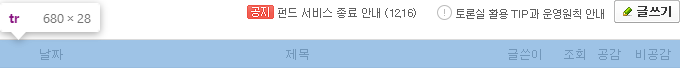 tr 680 × 28
공지 펀드 서비스 종료 안내 (12.16) 토론실 활용 TIP과 운영원칙 안내 글쓰기
날짜 제목 글쓴이 조회 공감 비공감